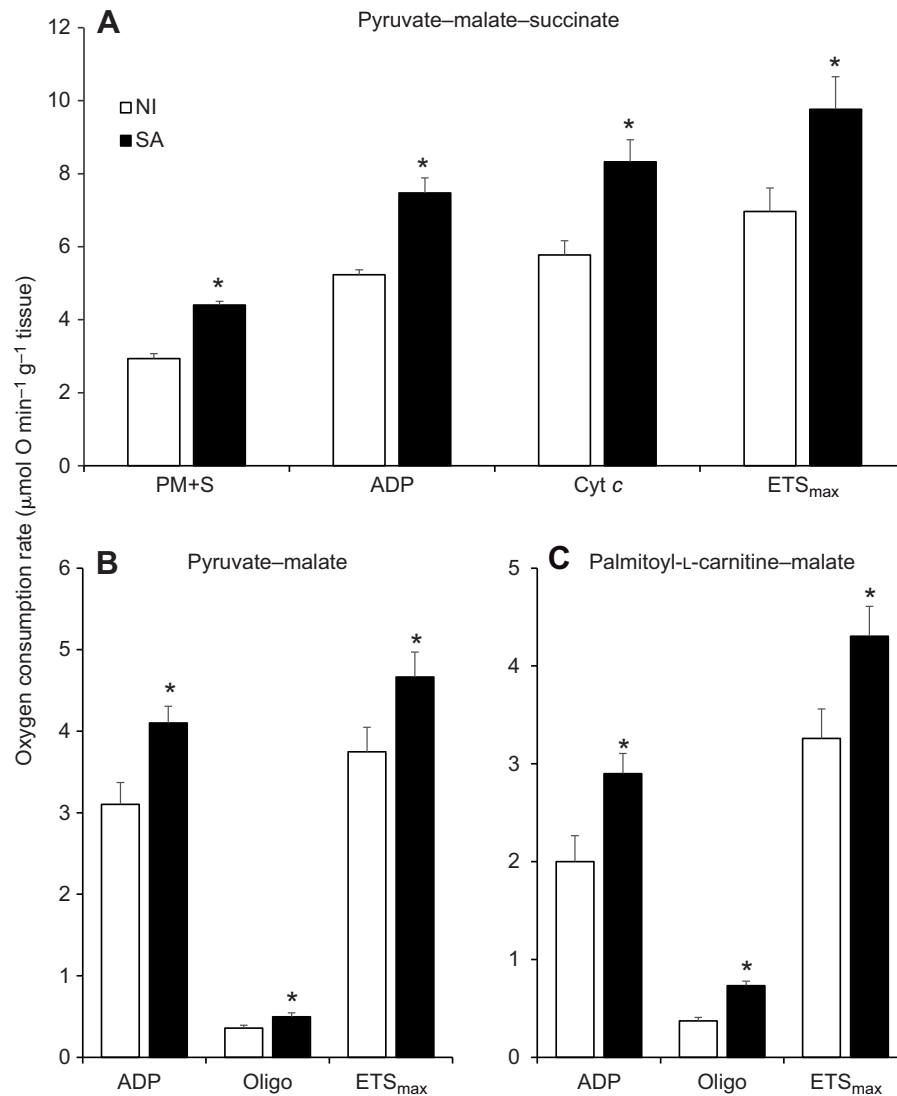 A Pyruvate–malate–succinate
12
10
8
6
4
2
0
NI
SA
* * * *
PM+S ADP Cyt c ETSmax
Oxygen consumption rate (μmol O min⁻¹ g⁻¹ tissue)
B Pyruvate–malate
6
5
4
3
2
1
0
* * *
ADP Oligo ETSmax
C Palmitoyl-L-carnitine–malate
5
4
3
2
1
0
* * *
ADP Oligo ETSmax